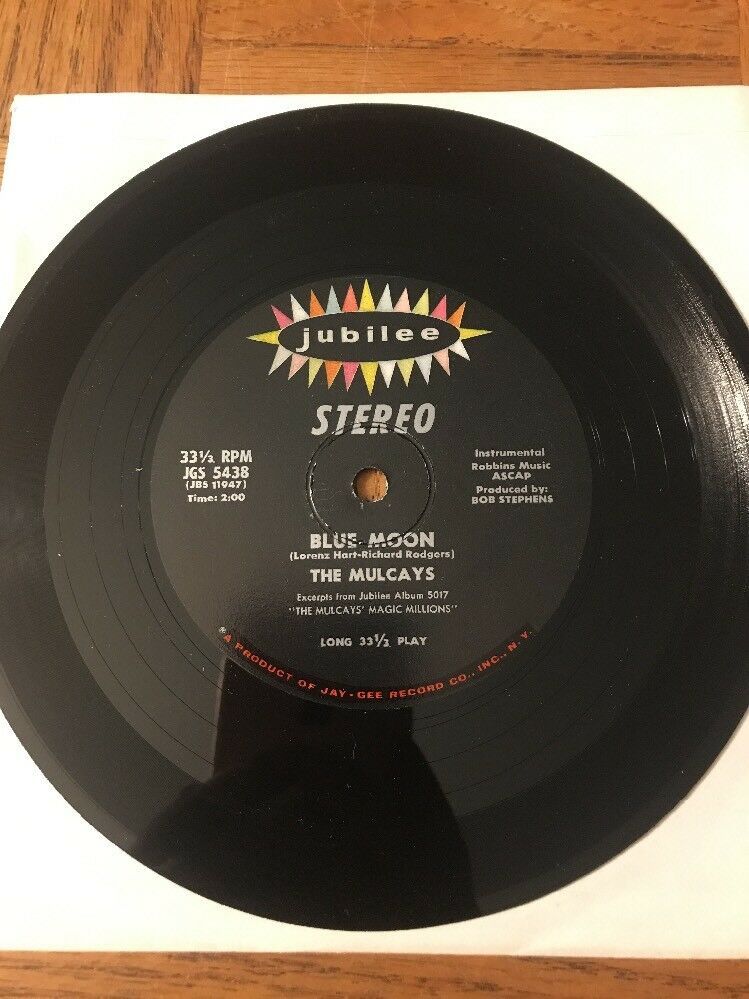 jubilee
STEREO
33⅓ RPM
JGS 5438
(JBS 11947)
Time: 2:00
Instrumental
Robbins Music
ASCAP
Produced by:
BOB STEPHENS
BLUE MOON
(Lorenz Hart-Richard Rodgers)
THE MULCAYS
Excerpts from Jubilee Album 5017
"THE MULCAYS' MAGIC MILLIONS"
LONG 33⅓ PLAY
*A PRODUCT OF JAY-GEE RECORD CO., INC., N. Y.